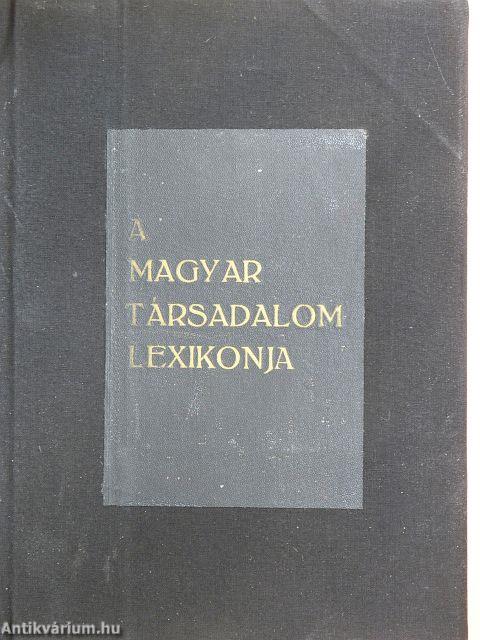 A
MAGYAR
TÁRSADALOM
LEXIKONJA
Antikvárium.hu